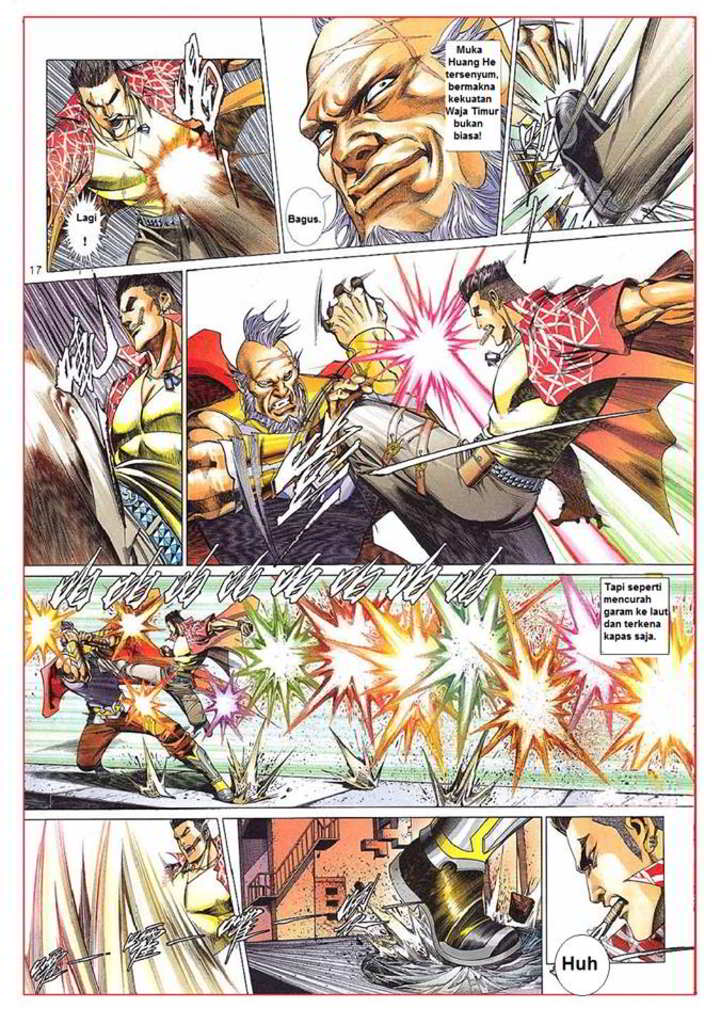 Lagi
!
Bagus.
Muka
Huang He
tersenyum,
bermakna
kekuatan
Waja Timur
bukan
biasa!
17
Tapi seperti
mencurah
garam ke laut
dan terkena
kapas saja.
Huh